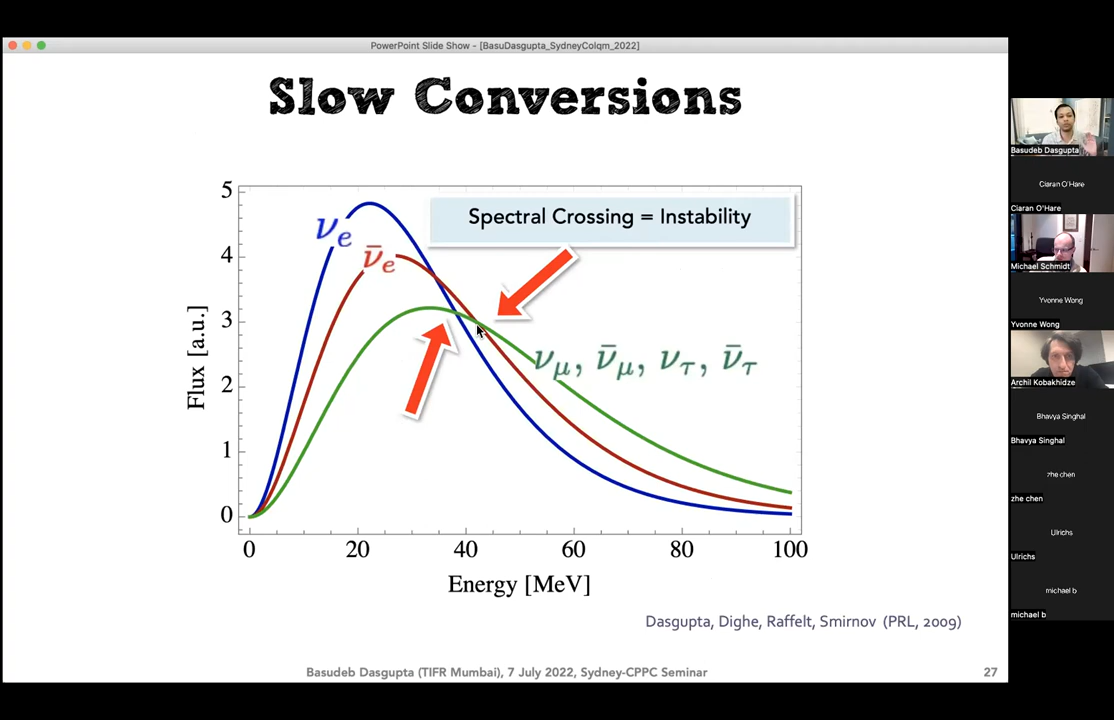 PowerPoint Slide Show - [BasuDasgupta_SydneyColqm_2022]
Slow Conversions
Spectral Crossing = Instability
νe
ν̄e
νμ, ν̄μ, ντ, ν̄τ
Flux [a.u.]
5
4
3
2
1
0
0 20 40 60 80 100
Energy [MeV]
Dasgupta, Dighe, Raffelt, Smirnov (PRL, 2009)
Basudeb Dasgupta (TIFR Mumbai), 7 July 2022, Sydney-CPPC Seminar
27
Basudeb Dasgupta
Ciaran O'Hare
Ciaran O'Hare
Michael Schmidt
Yvonne Wong
Yvonne Wong
Archil Kobakhidze
Bhavya Singhal
Bhavya Singhal
zhe chen
zhe chen
Ulrichs
Ulrichs
michael b
michael b